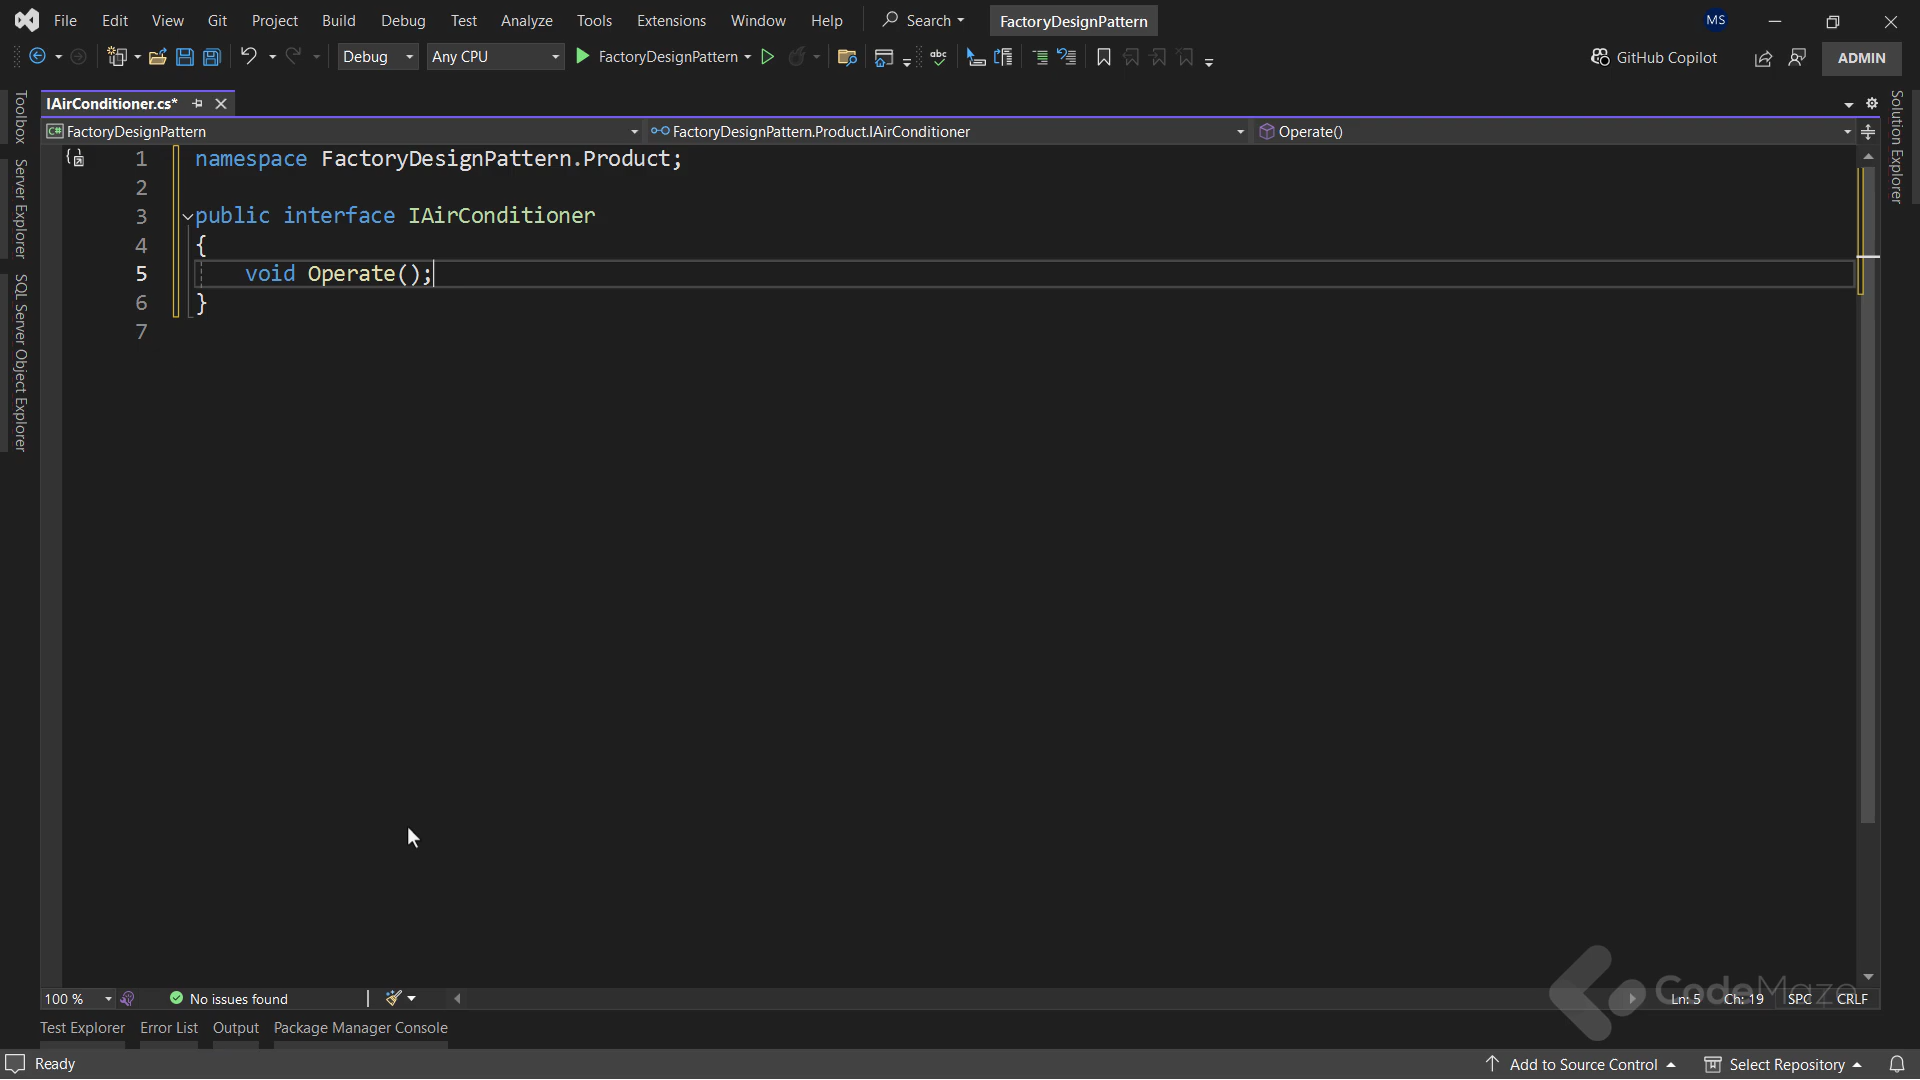 File Edit View Git Project Build Debug Test Analyze Tools Extensions Window Help Search FactoryDesignPattern MS
Debug Any CPU FactoryDesignPattern abc GitHub Copilot ADMIN
IAirConditioner.cs*
C# FactoryDesignPattern FactoryDesignPattern.Product.IAirConditioner Operate()
Toolbox
Server Explorer
SQL Server Object Explorer
1 namespace FactoryDesignPattern.Product;
2
3 public interface IAirConditioner
4 {
5 void Operate();
6 }
7
Solution Explorer
CodeMaze
100 % No issues found Ln: 5 Ch: 19 SPC CRLF
Test Explorer Error List Output Package Manager Console
Ready Add to Source Control Select Repository